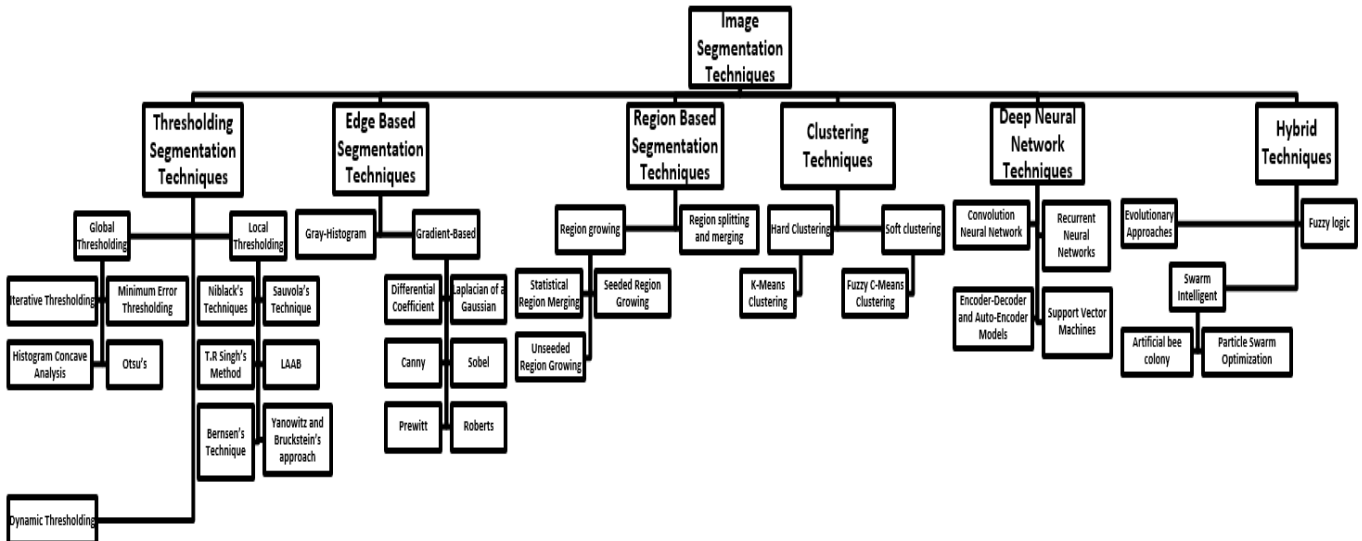 Image
Segmentation
Techniques
Thresholding
Segmentation
Techniques
Edge Based
Segmentation
Techniques
Region Based
Segmentation
Techniques
Clustering
Techniques
Deep Neural
Network
Techniques
Hybrid
Techniques
Global
Thresholding
Local
Thresholding
Gray-Histogram
Gradient-Based
Region growing
Region splitting
and merging
Hard Clustering
Soft clustering
Convolution
Neural Network
Recurrent
Neural
Networks
Evolutionary
Approaches
Fuzzy logic
Iterative Thresholding
Minimum Error
Thresholding
Niblack's
Techniques
Sauvola's
Technique
Differential
Coefficient
Laplacian of a
Gaussian
Statistical
Region Merging
Seeded Region
Growing
K-Means
Clustering
Fuzzy C-Means
Clustering
Encoder-Decoder
and Auto-Encoder
Models
Support Vector
Machines
Swarm
Intelligent
Histogram Concave
Analysis
Otsu's
T.R Singh's
Method
LAAB
Canny
Sobel
Unseeded
Region Growing
Artificial bee
colony
Particle Swarm
Optimization
Bernsen's
Technique
Yanowitz and
Bruckstein's
approach
Prewitt
Roberts
Dynamic Thresholding